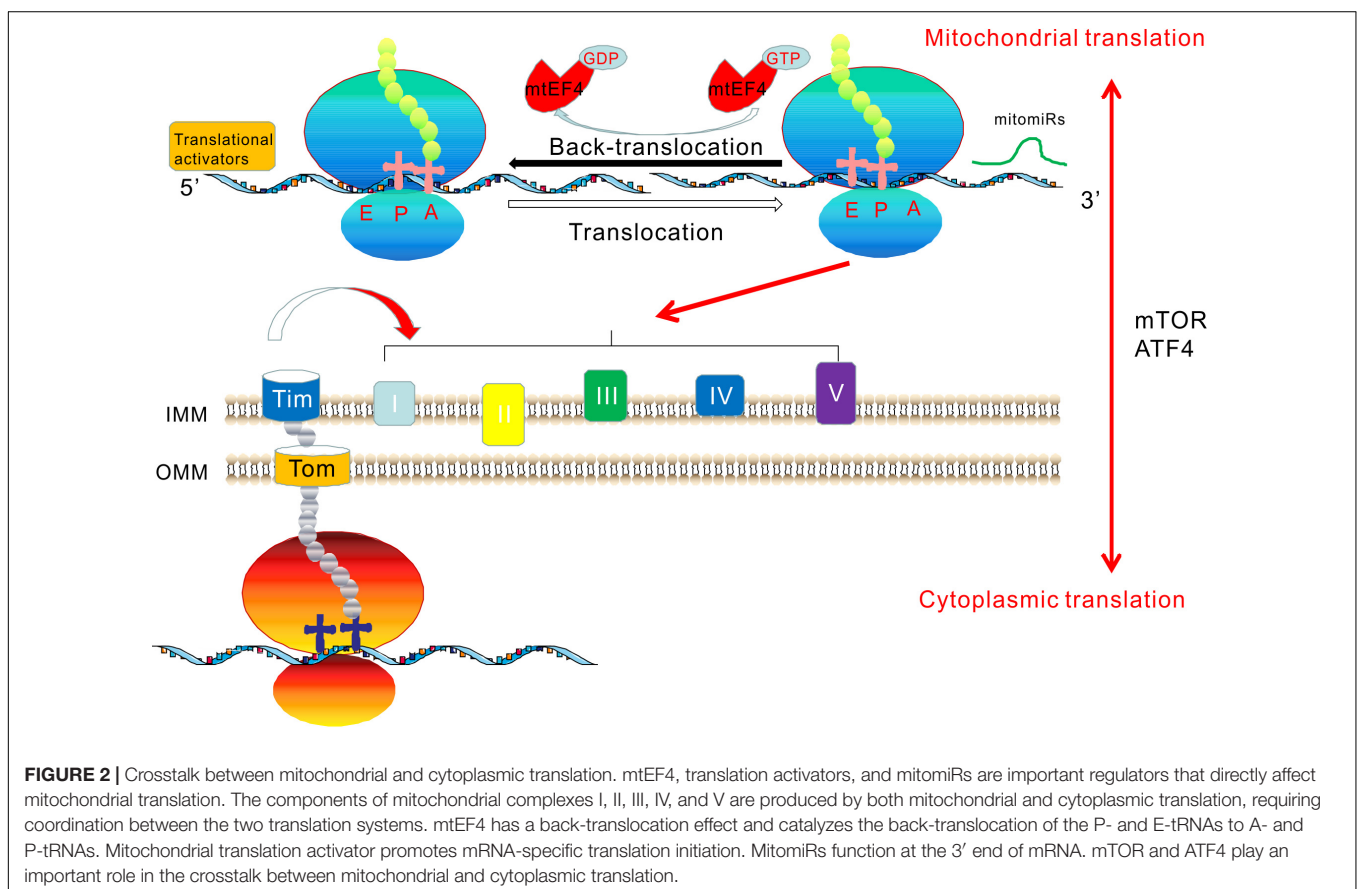 Mitochondrial translation
GDP
GTP
mtEF4
mtEF4
mitomiRs
Translational
activators
Back-translocation
5’
3’
E P A
E P A
Translocation
mTOR
ATF4
Tim
I
II
III
IV
V
IMM
OMM
Tom
Cytoplasmic translation
FIGURE 2 | Crosstalk between mitochondrial and cytoplasmic translation. mtEF4, translation activators, and mitomiRs are important regulators that directly affect
mitochondrial translation. The components of mitochondrial complexes I, II, III, IV, and V are produced by both mitochondrial and cytoplasmic translation, requiring
coordination between the two translation systems. mtEF4 has a back-translocation effect and catalyzes the back-translocation of the P- and E-tRNAs to A- and
P-tRNAs. Mitochondrial translation activator promotes mRNA-specific translation initiation. MitomiRs function at the 3′ end of mRNA. mTOR and ATF4 play an
important role in the crosstalk between mitochondrial and cytoplasmic translation.